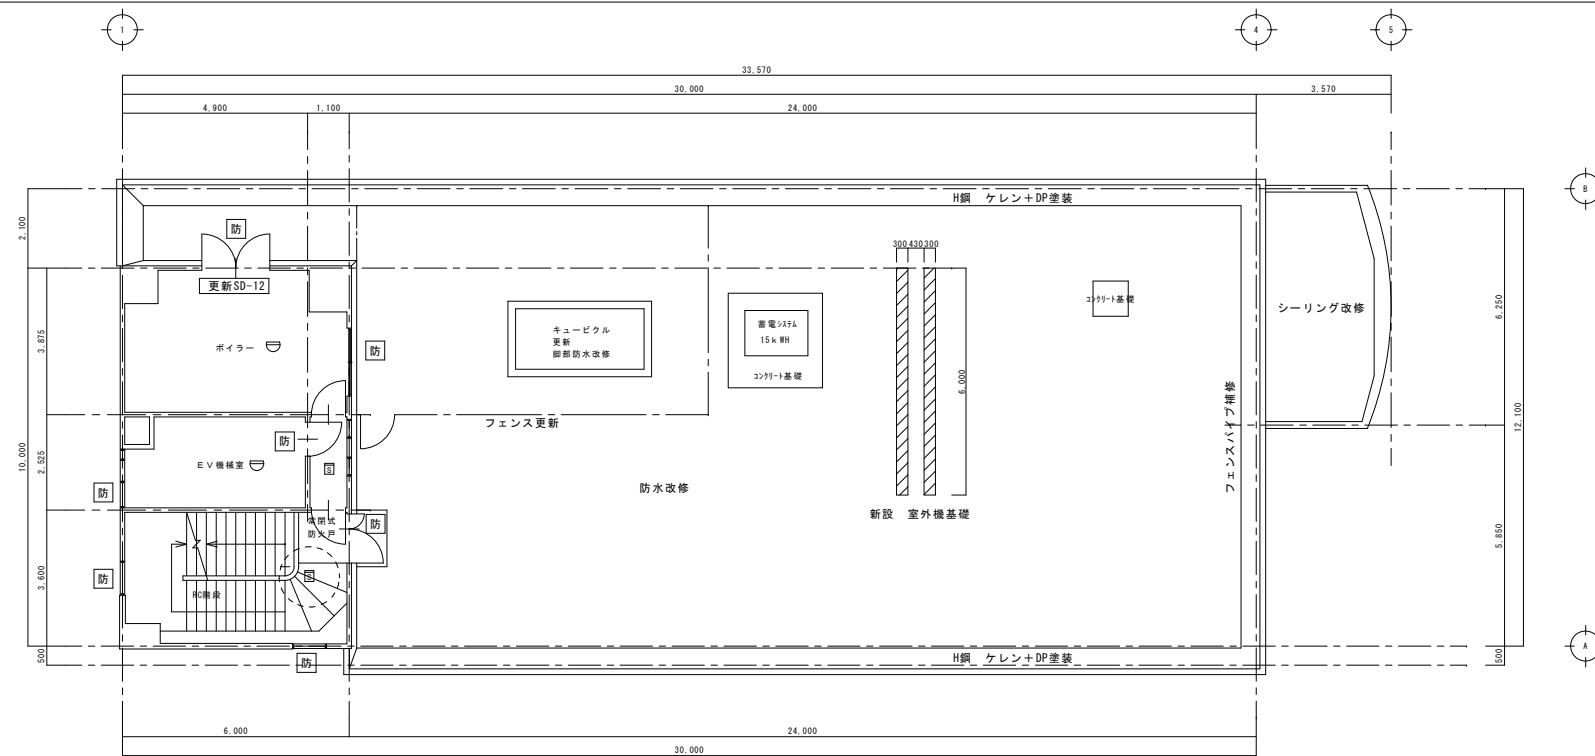 1
4
5
33,570
30,000
3,570
4,900
1,100
24,000
B
H鋼 ケレン+DP塗装
2,100
防
300
430
300
更新SD-12
コンクリート基礎
シーリング改修
6,250
蓄電システム
15kWH
キュービクル
更新
脚部防水改修
3,875
ボイラー
防
コンクリート基礎
6,000
フェンスパイプ補修
12,100
フェンス更新
防
10,000
2,525
EV機械室
S
防水改修
防
新設 室外機基礎
常閉式
防火戸
防
5,850
防
S
3,600
RC階段
H鋼 ケレン+DP塗装
A
500
防
500
6,000
24,000
30,000